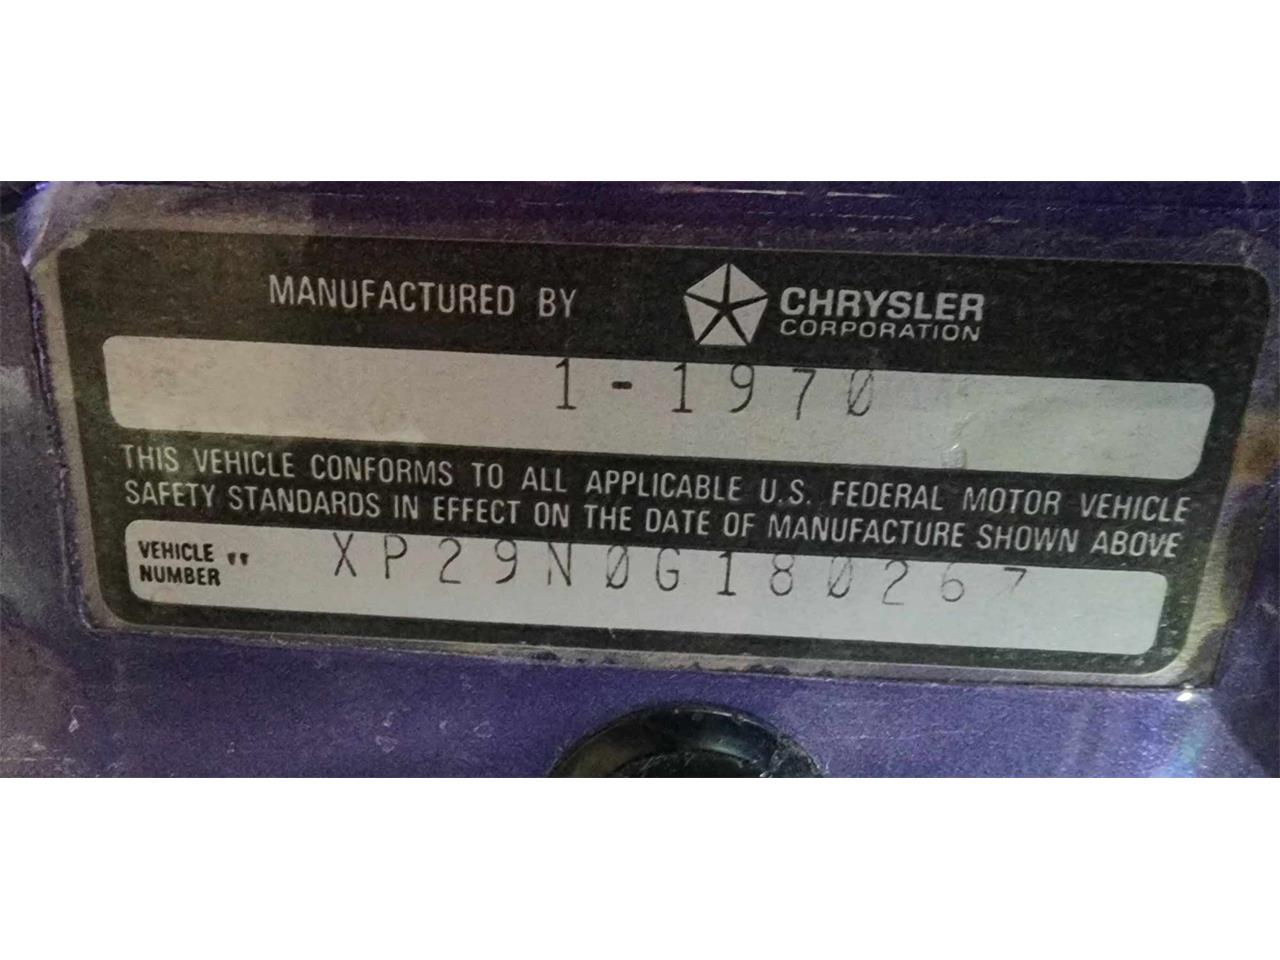 MANUFACTURED BY CHRYSLER CORPORATION
1-1970
THIS VEHICLE CONFORMS TO ALL APPLICABLE U.S. FEDERAL MOTOR VEHICLE
SAFETY STANDARDS IN EFFECT ON THE DATE OF MANUFACTURE SHOWN ABOVE
VEHICLE NUMBER " XP29N0G180267